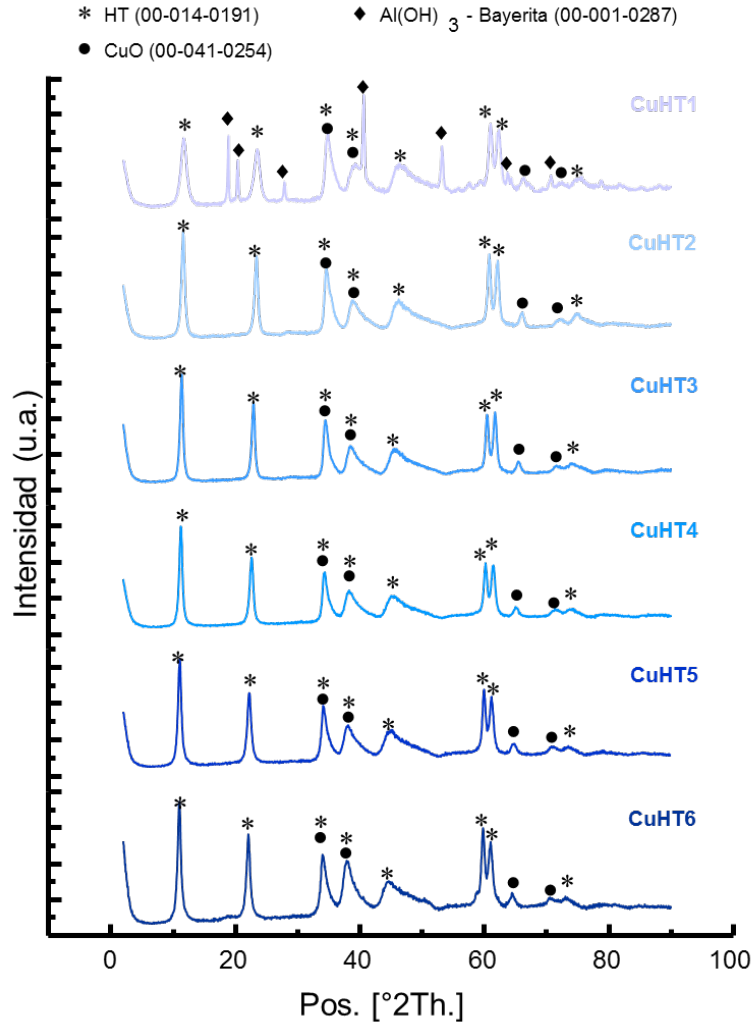 * HT (00-014-0191)
♦ Al(OH) 3 - Bayerita (00-001-0287)
● CuO (00-041-0254)
CuHT1
CuHT2
CuHT3
CuHT4
CuHT5
CuHT6
Intensidad (u.a.)
0 20 40 60 80 100
Pos. [°2Th.]